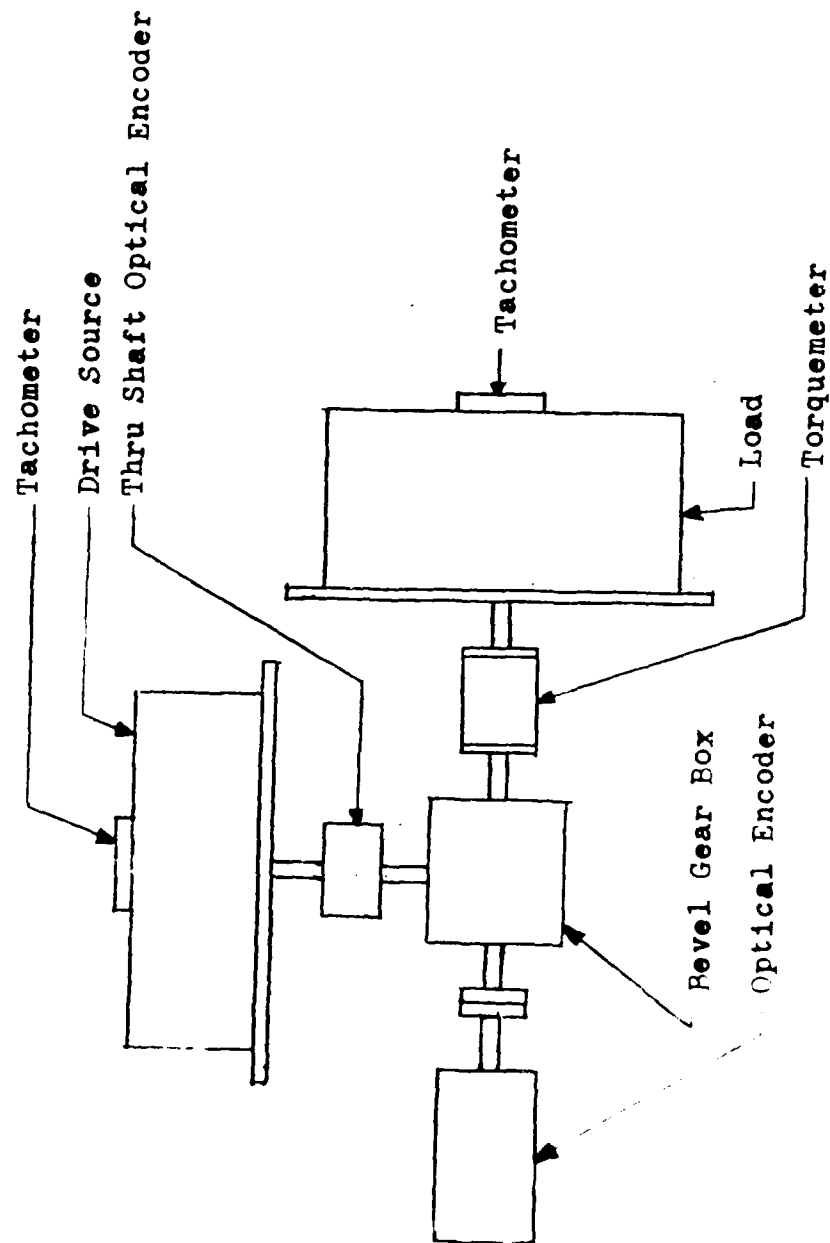 Tachometer
Drive Source
Thru Shaft Optical Encoder
Tachometer
Load
Torquemeter
Bevel Gear Box
Optical Encoder